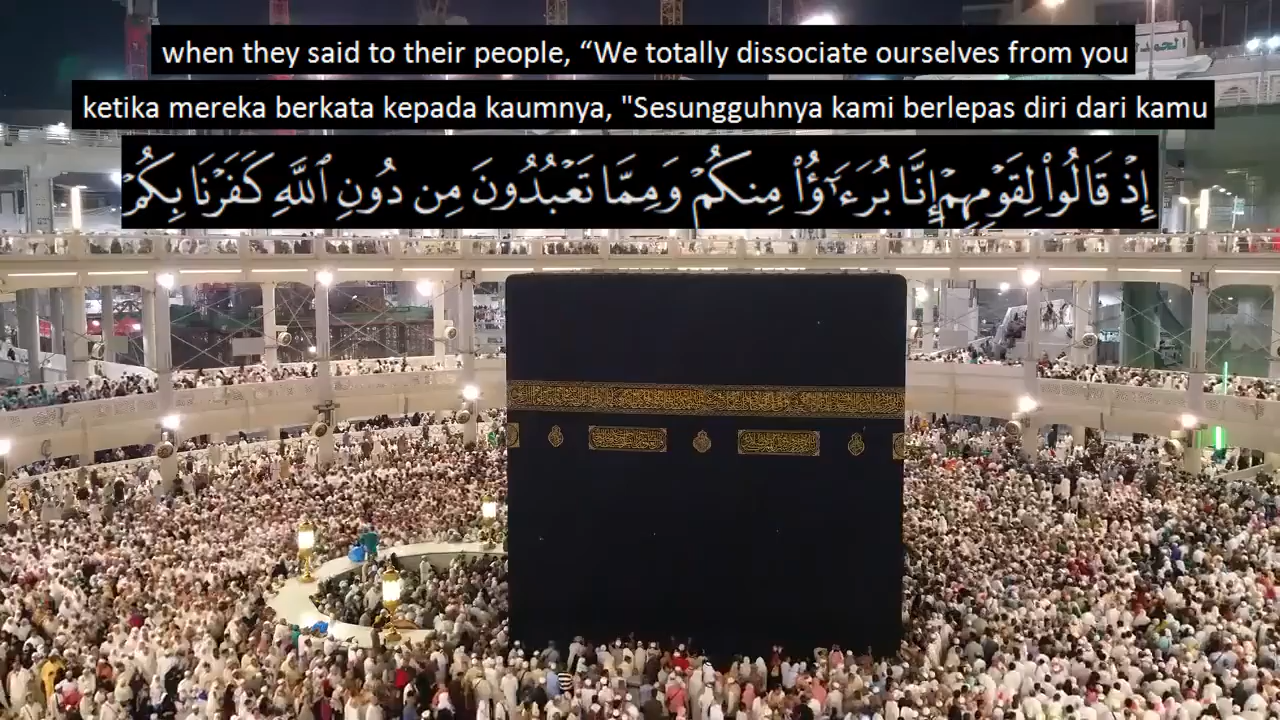 when they said to their people, “We totally dissociate ourselves from you
ketika mereka berkata kepada kaumnya, "Sesungguhnya kami berlepas diri dari kamu
إِذْ قَالُوا۟ لِقَوْمِهِمْ إِنَّا بُرَءَٰٓؤُا۟ مِنكُمْ وَمِمَّا تَعْبُدُونَ مِن دُونِ ٱللَّهِ كَفَرْنَا بِكُمْ